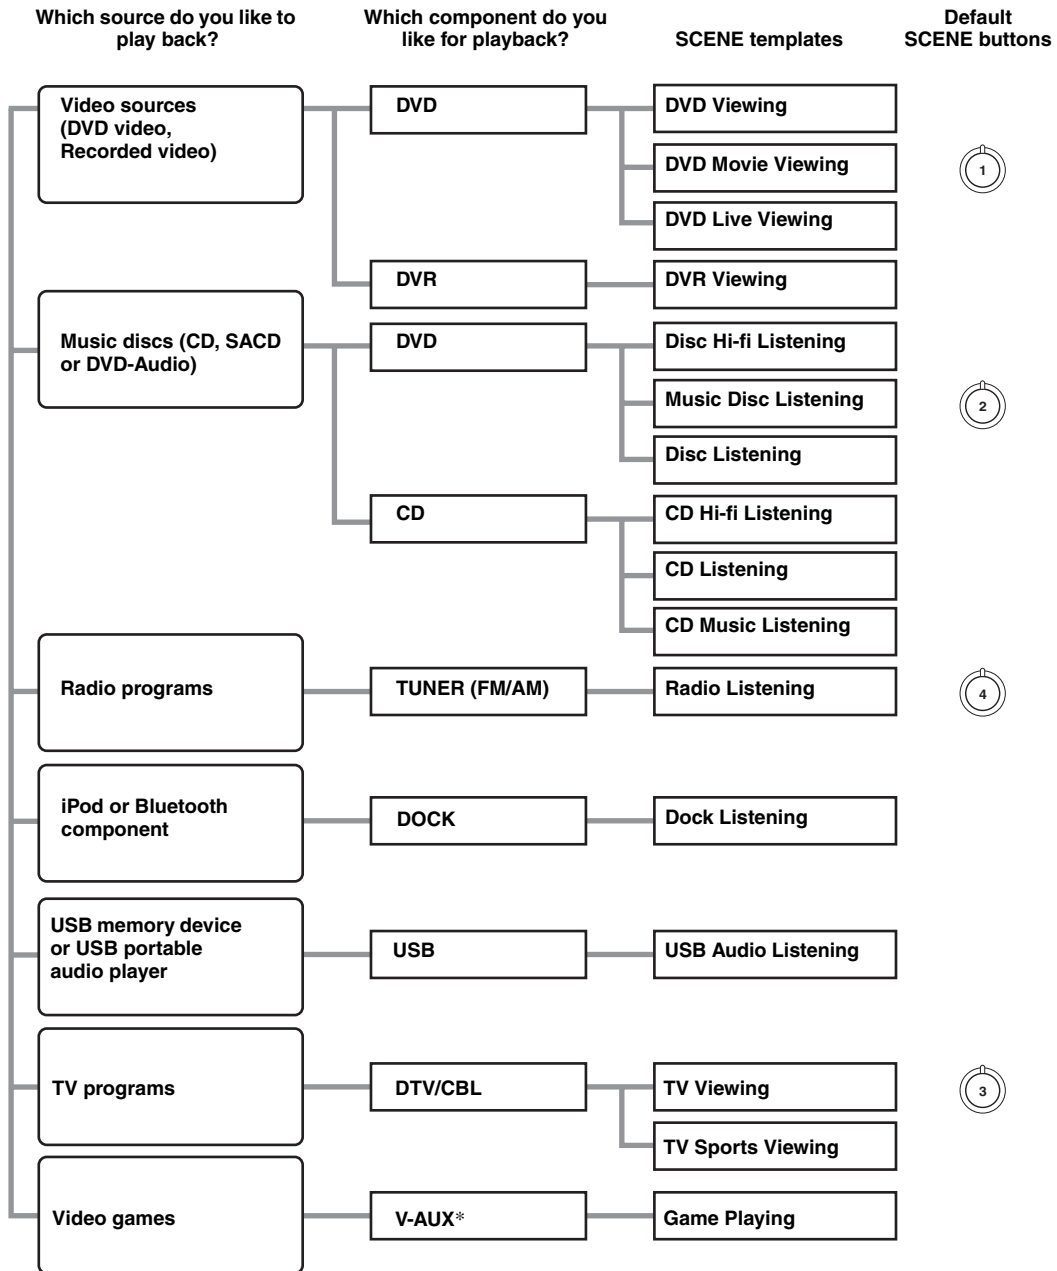 Which source do you like to
play back?
Which component do you
like for playback?
SCENE templates
Default
SCENE buttons
Video sources
(DVD video,
Recorded video)
DVD
DVD Viewing
DVD Movie Viewing
1
DVD Live Viewing
DVR
DVR Viewing
Music discs (CD, SACD
or DVD-Audio)
DVD
Disc Hi-fi Listening
Music Disc Listening
2
Disc Listening
CD
CD Hi-fi Listening
CD Listening
CD Music Listening
Radio programs
TUNER (FM/AM)
Radio Listening
4
iPod or Bluetooth
component
DOCK
Dock Listening
USB memory device
or USB portable
audio player
USB
USB Audio Listening
TV programs
DTV/CBL
TV Viewing
3
TV Sports Viewing
Video games
V-AUX*
Game Playing